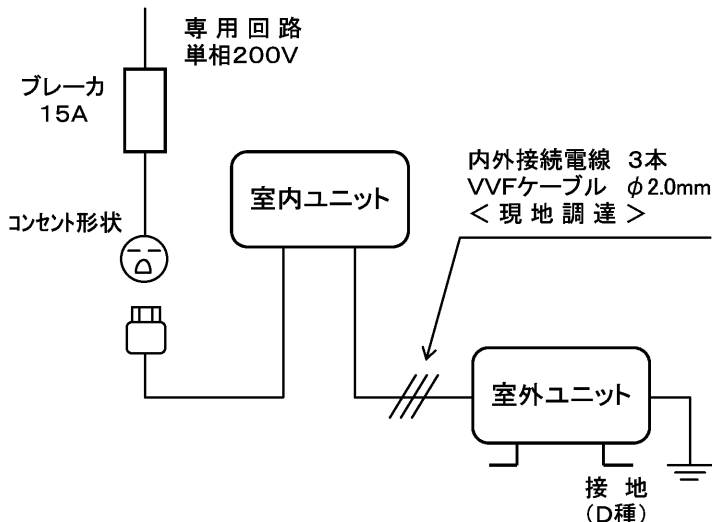 専用回路
単相200V
ブレーカ
15A
コンセント形状
室内ユニット
内外接続電線 3本
VVFケーブル φ2.0mm
<現地調達>
室外ユニット
接地
(D種)